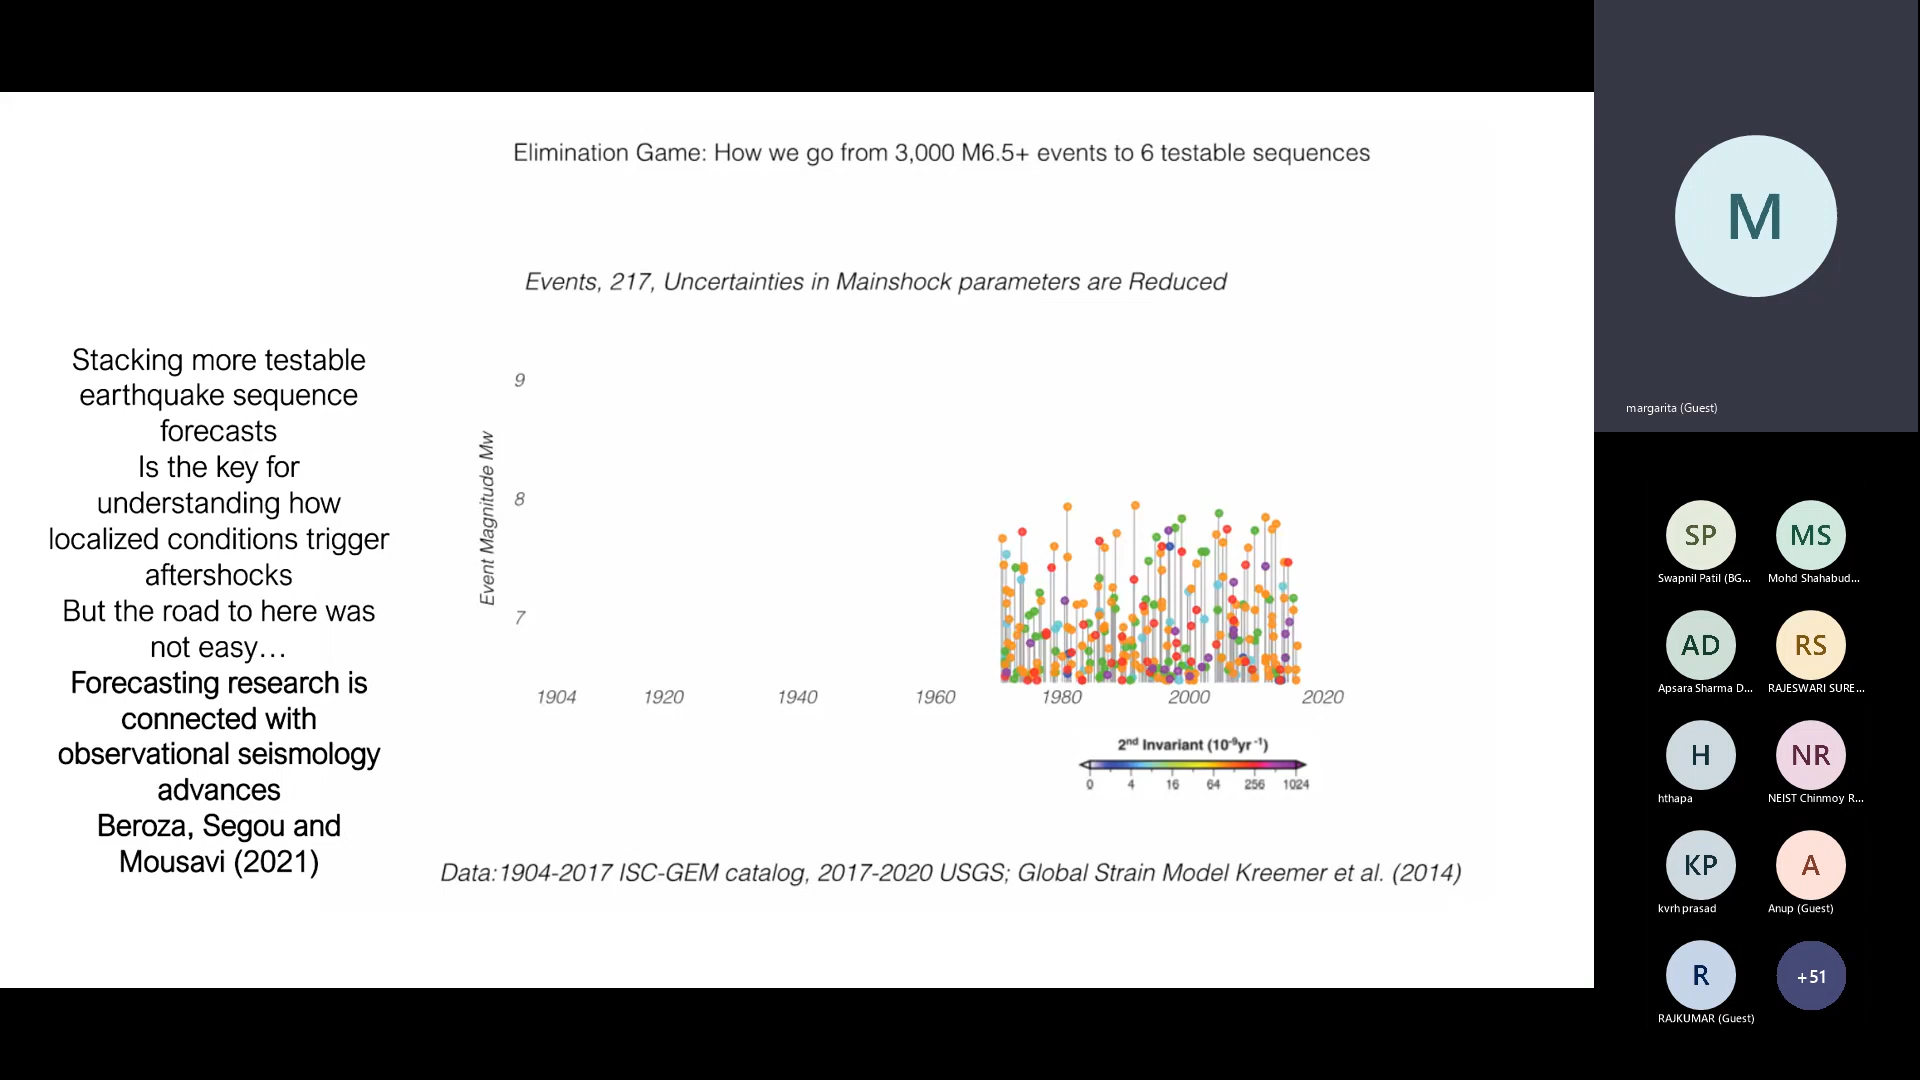 Elimination Game: How we go from 3,000 M6.5+ events to 6 testable sequences
Events, 217, Uncertainties in Mainshock parameters are Reduced
Stacking more testable
earthquake sequence
forecasts
Is the key for
understanding how
localized conditions trigger
aftershocks
But the road to here was
not easy…
Forecasting research is
connected with
observational seismology
advances
Beroza, Segou and
Mousavi (2021)
Event Magnitude Mw
9
8
7
1904 1920 1940 1960 1980 2000 2020
2nd Invariant (10-9yr-1)
0 4 16 64 256 1024
Data:1904-2017 ISC-GEM catalog, 2017-2020 USGS; Global Strain Model Kreemer et al. (2014)
M
margarita (Guest)
SP MS
Swapnil Patil (BG... Mohd Shahabud...
AD RS
Apsara Sharma D... RAJESWARI SURE...
H NR
hthapa NEIST Chinmoy R...
KP A
kvrh prasad Anup (Guest)
R +51
RAJKUMAR (Guest)